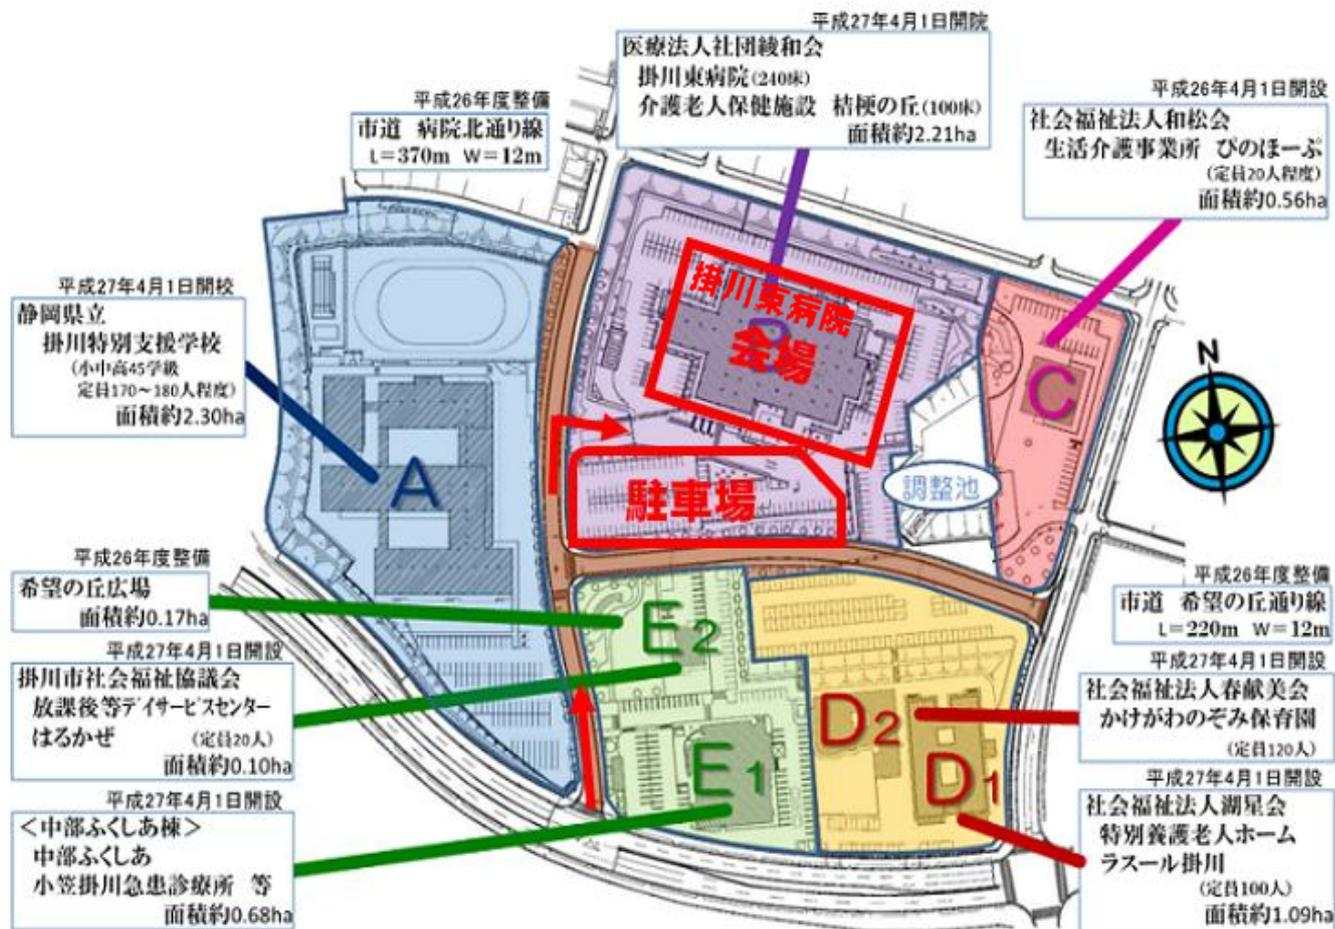 平成27年4月1日開院
医療法人社団綾和会
掛川東病院(240床)
介護老人保健施設 桔梗の丘(100床)
面積約2.21ha
平成26年度整備
市道 病院北通り線
L=370m W=12m
平成26年4月1日開設
社会福祉法人和松会
生活介護事業所 ぴのほーぷ
(定員20人程度)
面積約0.56ha
平成27年4月1日開校
静岡県立
掛川特別支援学校
(小中高45学級
定員170~180人程度)
面積約2.30ha
掛川東病院
会場
N
C
A
駐車場
調整池
平成26年度整備
希望の丘広場
面積約0.17ha
平成26年度整備
市道 希望の丘通り線
L=220m W=12m
E2
平成27年4月1日開設
掛川市社会福祉協議会
放課後等デイサービスセンター
はるかぜ (定員20人)
面積約0.10ha
平成27年4月1日開設
社会福祉法人春献美会
かけがわのぞみ保育園
(定員120人)
D2
D1
E1
平成27年4月1日開設
<中部ふくしあ棟>
中部ふくしあ
小笠掛川急患診療所 等
面積約0.68ha
平成27年4月1日開設
社会福祉法人湖星会
特別養護老人ホーム
ラスール掛川
(定員100人)
面積約1.09ha